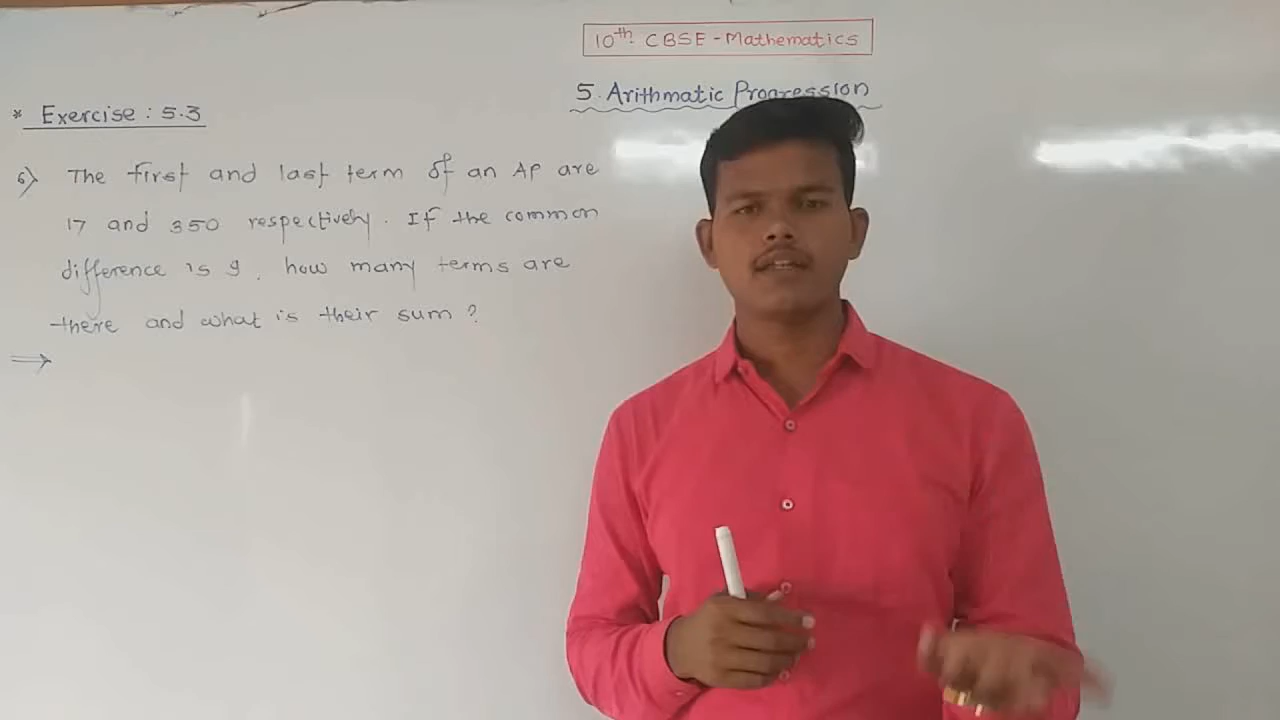 10th CBSE - Mathematics
5. Arithmatic Progression
* Exercise : 5.3
6) The first and last term of an AP are
17 and 350 respectively. If the common
difference is 9, how many terms are
there and what is their sum ?
⇒